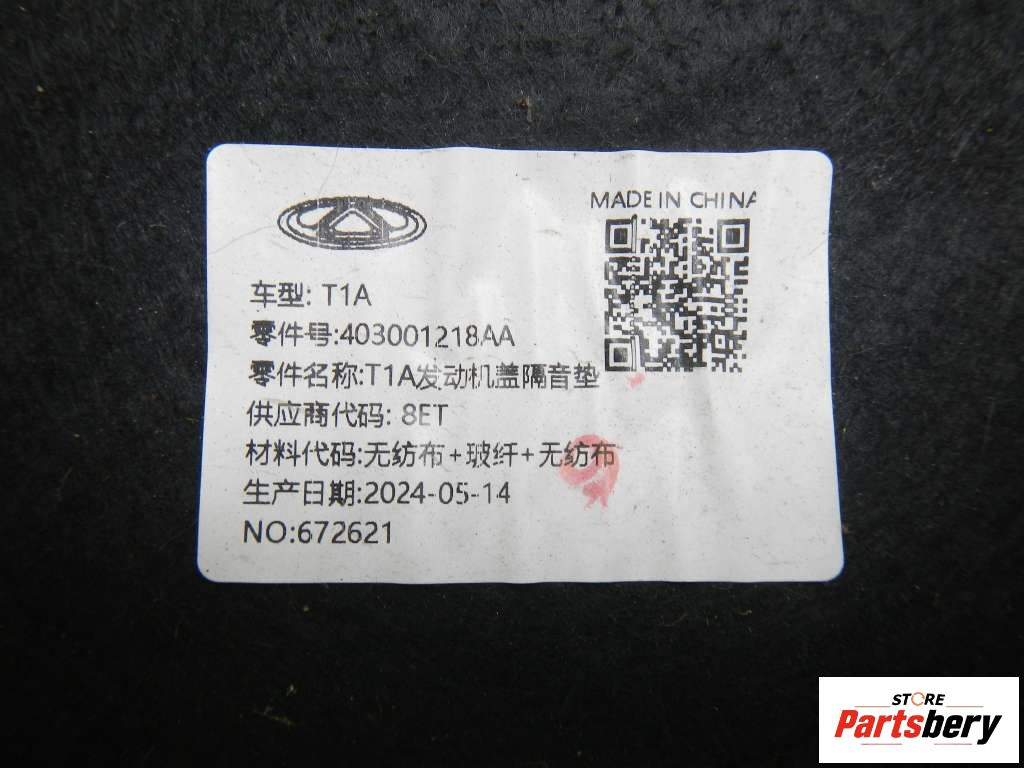 MADE IN CHINA
车型: T1A
零件号:403001218AA
零件名称:T1A发动机盖隔音垫
供应商代码: 8ET
材料代码:无纺布+玻纤+无纺布
生产日期:2024-05-14
NO:672621
STORE
Partsbery